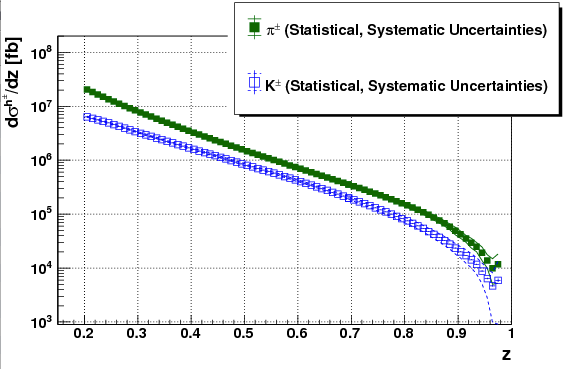 π± (Statistical, Systematic Uncertainties)
K± (Statistical, Systematic Uncertainties)
dσʰ±/dz [fb]
10⁸
10⁷
10⁶
10⁵
10⁴
10³
0.2 0.3 0.4 0.5 0.6 0.7 0.8 0.9 1
z